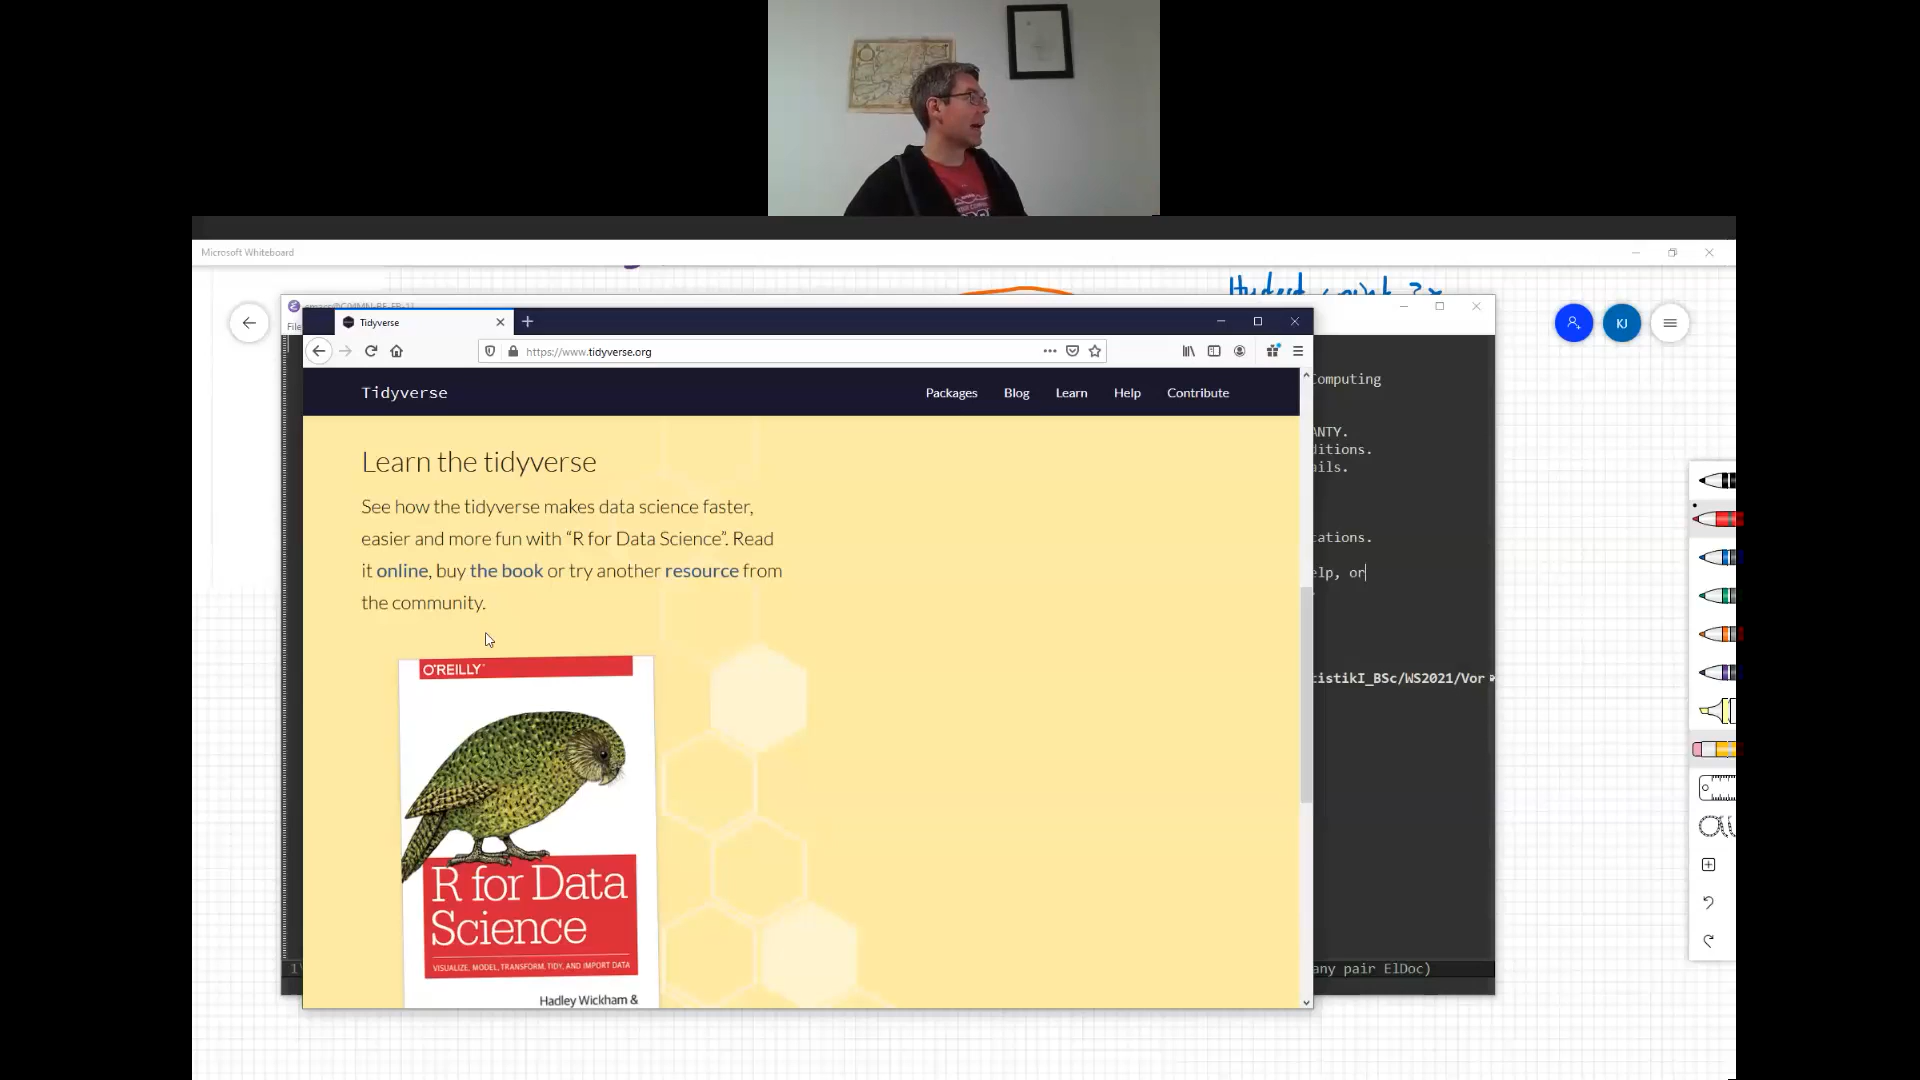 Microsoft Whiteboard
File
Tidyverse
https://www.tidyverse.org
KJ
Tidyverse
Packages
Blog
Learn
Help
Contribute
Learn the tidyverse
See how the tidyverse makes data science faster,
easier and more fun with “R for Data Science”. Read
it online, buy the book or try another resource from
the community.
O'REILLY
R for Data
Science
VISUALIZE, MODEL, TRANSFORM, TIDY, AND IMPORT DATA
Hadley Wickham &
Computing
ANTY.
ditions.
ails.
cations.
elp, or
tistikI_BSc/WS2021/Vor
any pair ElDoc)